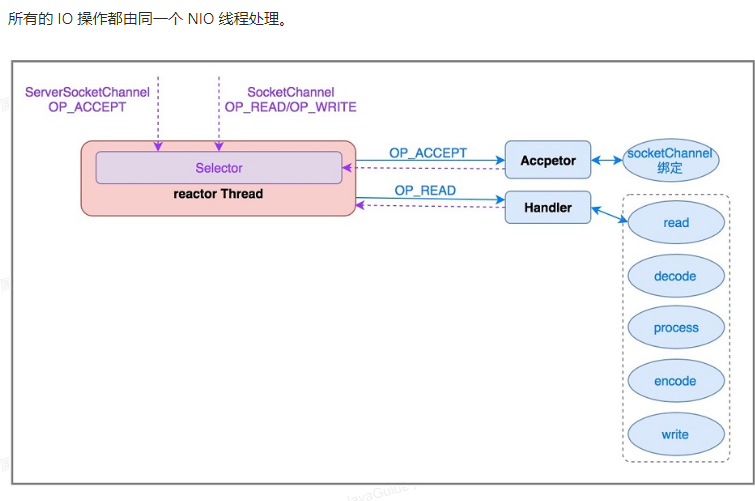 所有的 IO 操作都由同一个 NIO 线程处理。
ServerSocketChannel
OP_ACCEPT
SocketChannel
OP_READ/OP_WRITE
Selector
reactor Thread
OP_ACCEPT
Accpetor
socketChannel
绑定
OP_READ
Handler
read
decode
process
encode
write
JavaGuide